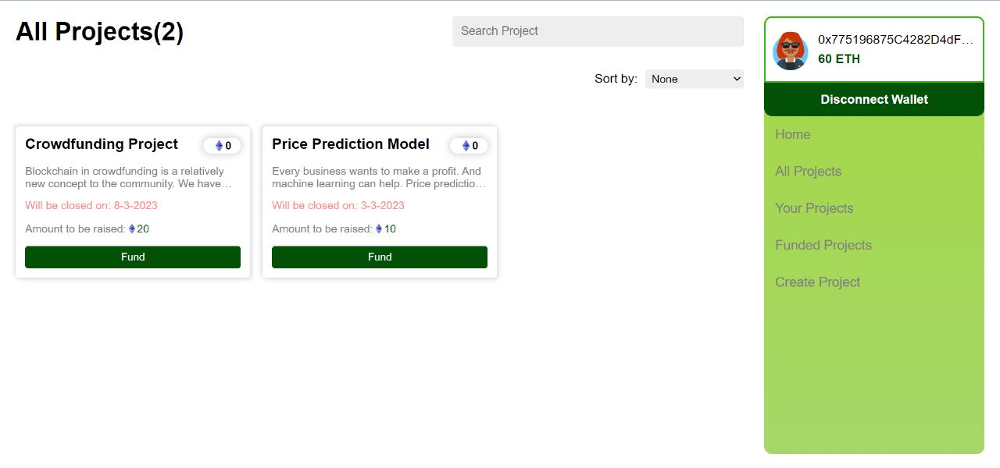 All Projects(2)
Search Project
Sort by: None
Crowdfunding Project 0
Blockchain in crowdfunding is a relatively
new concept to the community. We have…
Will be closed on: 8-3-2023
Amount to be raised: 20
Fund
Price Prediction Model 0
Every business wants to make a profit. And
machine learning can help. Price predictio…
Will be closed on: 3-3-2023
Amount to be raised: 10
Fund
0x775196875C4282D4dF…
60 ETH
Disconnect Wallet
Home
All Projects
Your Projects
Funded Projects
Create Project